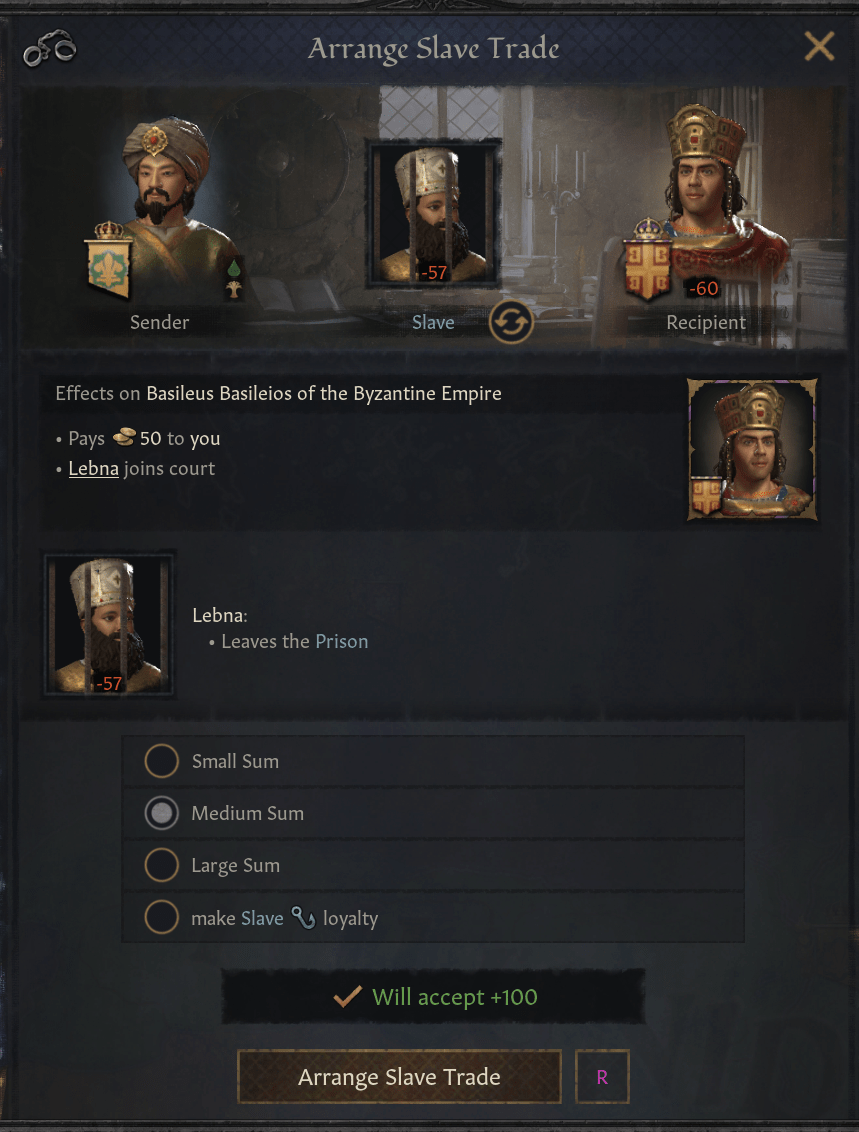 Arrange Slave Trade
-57
-60
Sender
Slave
Recipient
Effects on Basileus Basileios of the Byzantine Empire
• Pays 50 to you
• Lebna joins court
Lebna:
• Leaves the Prison
-57
Small Sum
Medium Sum
Large Sum
make Slave loyalty
Will accept +100
Arrange Slave Trade
R